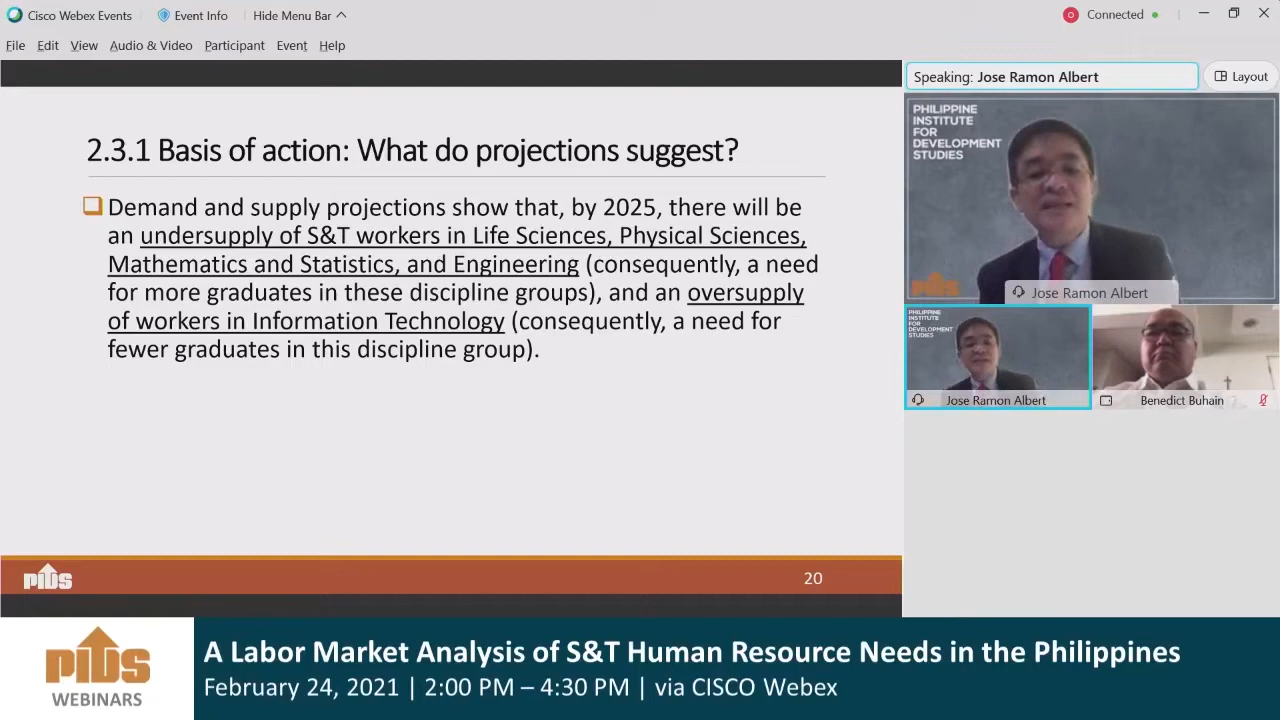 Cisco Webex Events
Event Info
Hide Menu Bar
Connected
File Edit View Audio & Video Participant Event Help
Speaking: Jose Ramon Albert
Layout
2.3.1 Basis of action: What do projections suggest?
Demand and supply projections show that, by 2025, there will be
an undersupply of S&T workers in Life Sciences, Physical Sciences,
Mathematics and Statistics, and Engineering (consequently, a need
for more graduates in these discipline groups), and an oversupply
of workers in Information Technology (consequently, a need for
fewer graduates in this discipline group).
PIDS
20
PHILIPPINE
INSTITUTE
FOR
DEVELOPMENT
STUDIES
PIDS
Jose Ramon Albert
PHILIPPINE
INSTITUTE
FOR
DEVELOPMENT
STUDIES
Jose Ramon Albert
Benedict Buhain
PIDS
WEBINARS
A Labor Market Analysis of S&T Human Resource Needs in the Philippines
February 24, 2021 | 2:00 PM – 4:30 PM | via CISCO Webex